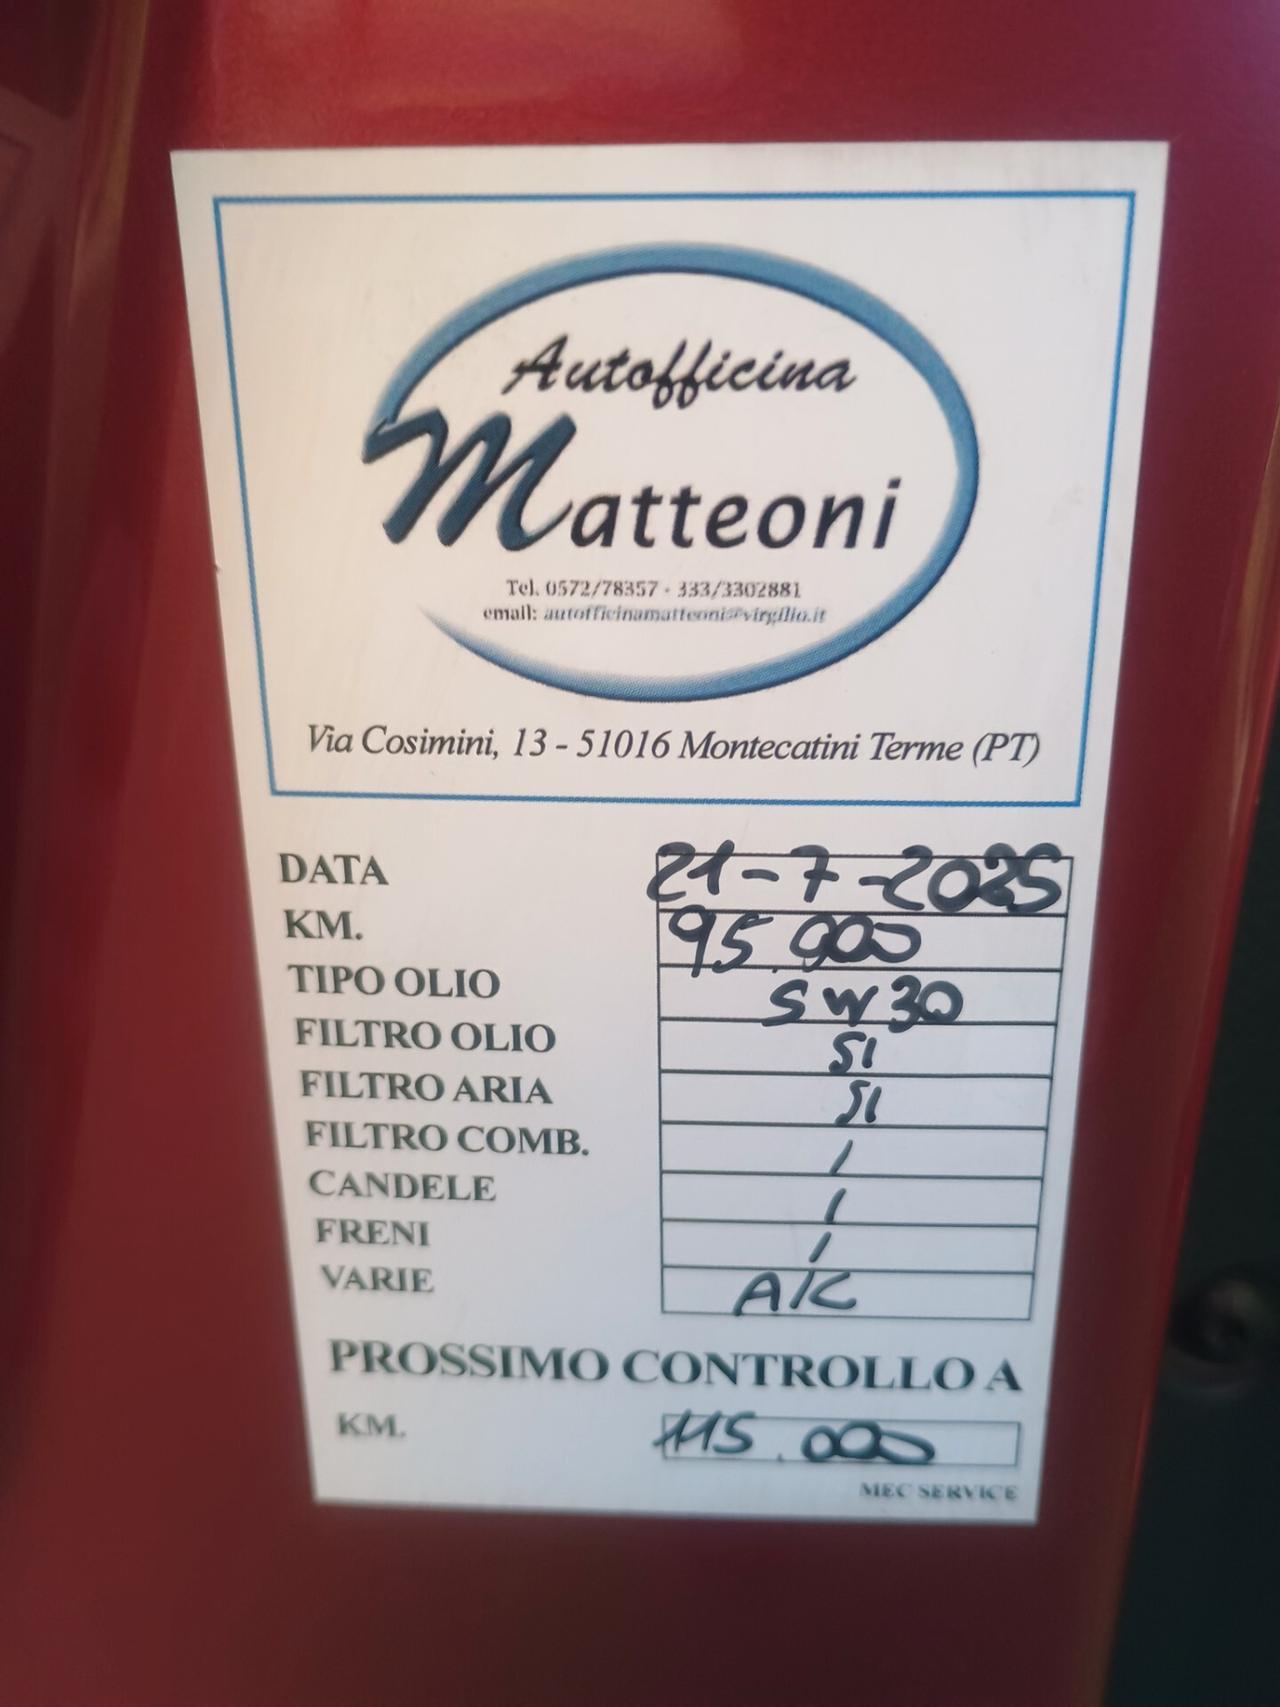 Autofficina
Matteoni
Tel. 0572/78357 - 333/3302881
email: autofficinamatteoni@virgilio.it
Via Cosimini, 13 - 51016 Montecatini Terme (PT)
DATA 21-7-2025
KM. 95.000
TIPO OLIO 5W30
FILTRO OLIO SI
FILTRO ARIA SI
FILTRO COMB. /
CANDELE /
FRENI /
VARIE A/C
PROSSIMO CONTROLLO A
KM. 115.000
MEC SERVICE